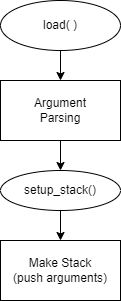 load( )
Argument
Parsing
setup_stack()
Make Stack
(push arguments)